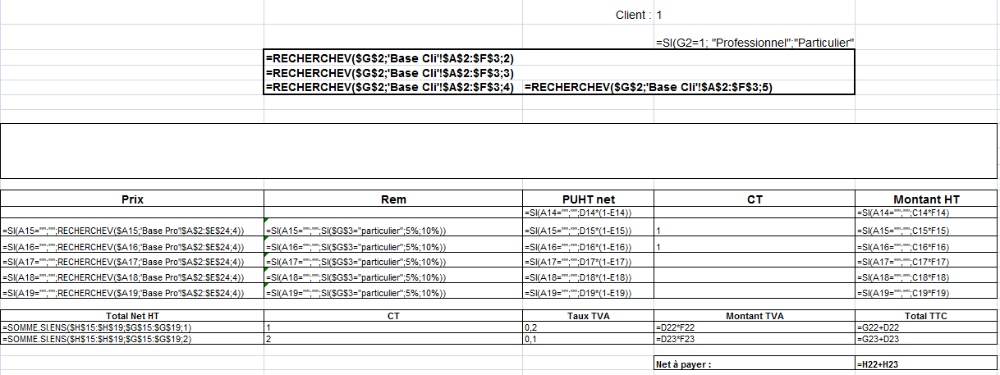 Client : 1
=SI(G2=1; "Professionnel";"Particulier"
=RECHERCHEV($G$2;'Base Cli'!$A$2:$F$3;2)
=RECHERCHEV($G$2;'Base Cli'!$A$2:$F$3;3)
=RECHERCHEV($G$2;'Base Cli'!$A$2:$F$3;4) =RECHERCHEV($G$2;'Base Cli'!$A$2:$F$3;5)
Prix Rem PUHT net CT Montant HT
=SI(A14="";"";D14*(1-E14)) =SI(A14="";"";C14*F14)
=SI(A15="";"";RECHERCHEV($A15;'Base Pro'!$A$2:$E$24;4)) =SI(A15="";"";SI($G$3="particulier";5%;10%)) =SI(A15="";"";D15*(1-E15)) 1 =SI(A15="";"";C15*F15)
=SI(A16="";"";RECHERCHEV($A16;'Base Pro'!$A$2:$E$24;4)) =SI(A16="";"";SI($G$3="particulier";5%;10%)) =SI(A16="";"";D16*(1-E16)) 1 =SI(A16="";"";C16*F16)
=SI(A17="";"";RECHERCHEV($A17;'Base Pro'!$A$2:$E$24;4)) =SI(A17="";"";SI($G$3="particulier";5%;10%)) =SI(A17="";"";D17*(1-E17)) =SI(A17="";"";C17*F17)
=SI(A18="";"";RECHERCHEV($A18;'Base Pro'!$A$2:$E$24;4)) =SI(A18="";"";SI($G$3="particulier";5%;10%)) =SI(A18="";"";D18*(1-E18)) =SI(A18="";"";C18*F18)
=SI(A19="";"";RECHERCHEV($A19;'Base Pro'!$A$2:$E$24;4)) =SI(A19="";"";SI($G$3="particulier";5%;10%)) =SI(A19="";"";D19*(1-E19)) =SI(A19="";"";C19*F19)
Total Net HT CT Taux TVA Montant TVA Total TTC
=SOMME.SI.ENS($H$15:$H$19;$G$15:$G$19;1) 1 0,2 =D22*F22 =G22+D22
=SOMME.SI.ENS($H$15:$H$19;$G$15:$G$19;2) 2 0,1 =D23*F23 =G23+D23
Net à payer : =H22+H23